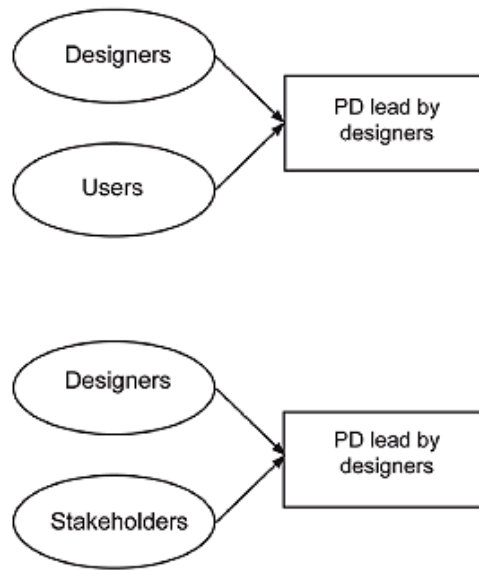 Designers
PD lead by
designers
Users
Designers
PD lead by
designers
Stakeholders